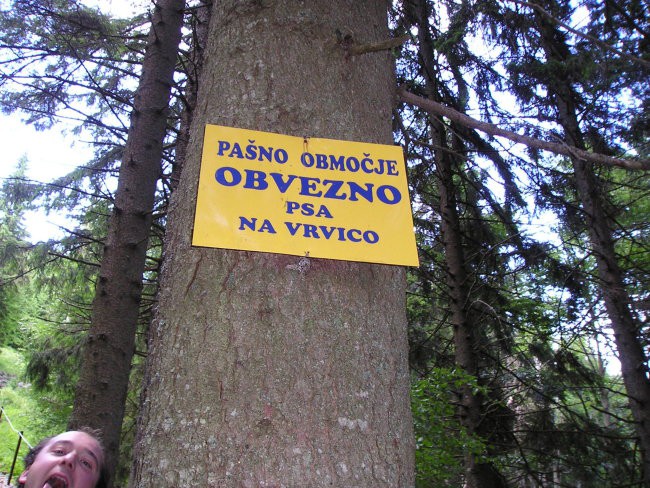 PAŠNO OBMOČJE
OBVEZNO
PSA
NA VRVICO